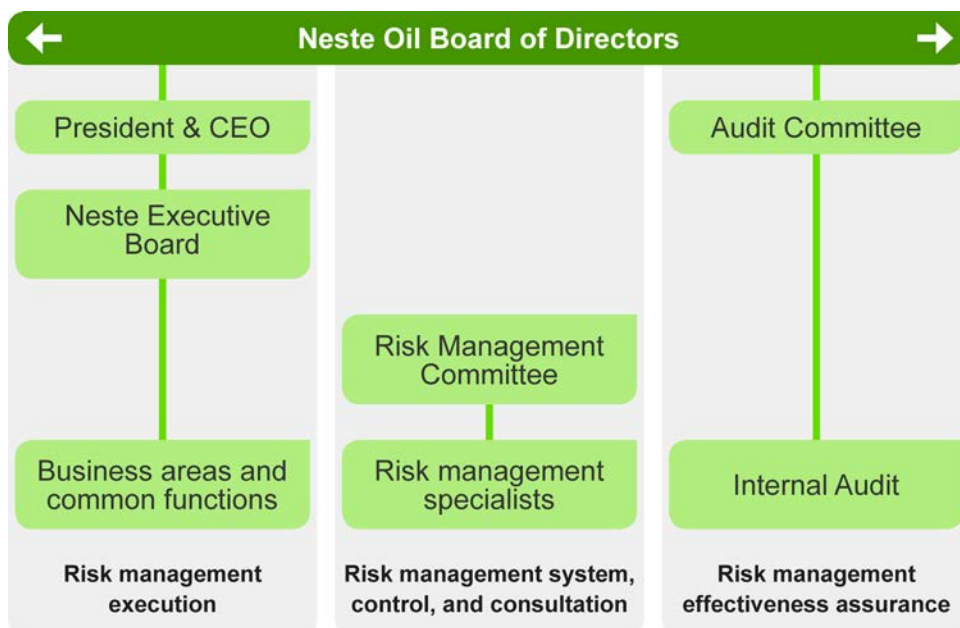 Neste Oil Board of Directors
President & CEO
Neste Executive
Board
Business areas and
common functions
Risk management
execution
Risk Management
Committee
Risk management
specialists
Risk management system,
control, and consultation
Audit Committee
Internal Audit
Risk management
effectiveness assurance